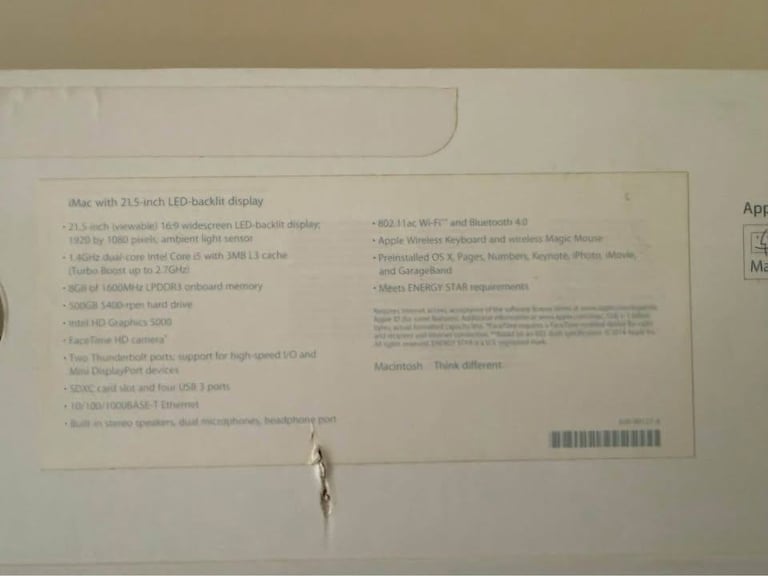 iMac with 21.5-inch LED-backlit display
• 21.5-inch (viewable) 16:9 widescreen LED-backlit display;
1920 by 1080 pixels, ambient light sensor
• 1.4GHz dual-core Intel Core i5 with 3MB L3 cache
(Turbo Boost up to 2.7GHz)
• 8GB of 1600MHz LPDDR3 onboard memory
• 500GB 5400-rpm hard drive
• Intel HD Graphics 5000
• FaceTime HD camera*
• Two Thunderbolt ports, support for high-speed I/O and
Mini DisplayPort devices
• SDXC card slot and four USB 3 ports
• 10/100/1000BASE-T Ethernet
• Built-in stereo speakers, dual microphones, headphone port
• 802.11ac Wi-Fi** and Bluetooth 4.0
• Apple Wireless Keyboard and wireless Magic Mouse
• Preinstalled OS X, Pages, Numbers, Keynote, iPhoto, iMovie,
and GarageBand
• Meets ENERGY STAR requirements
Macintosh Think different.
App
Ma